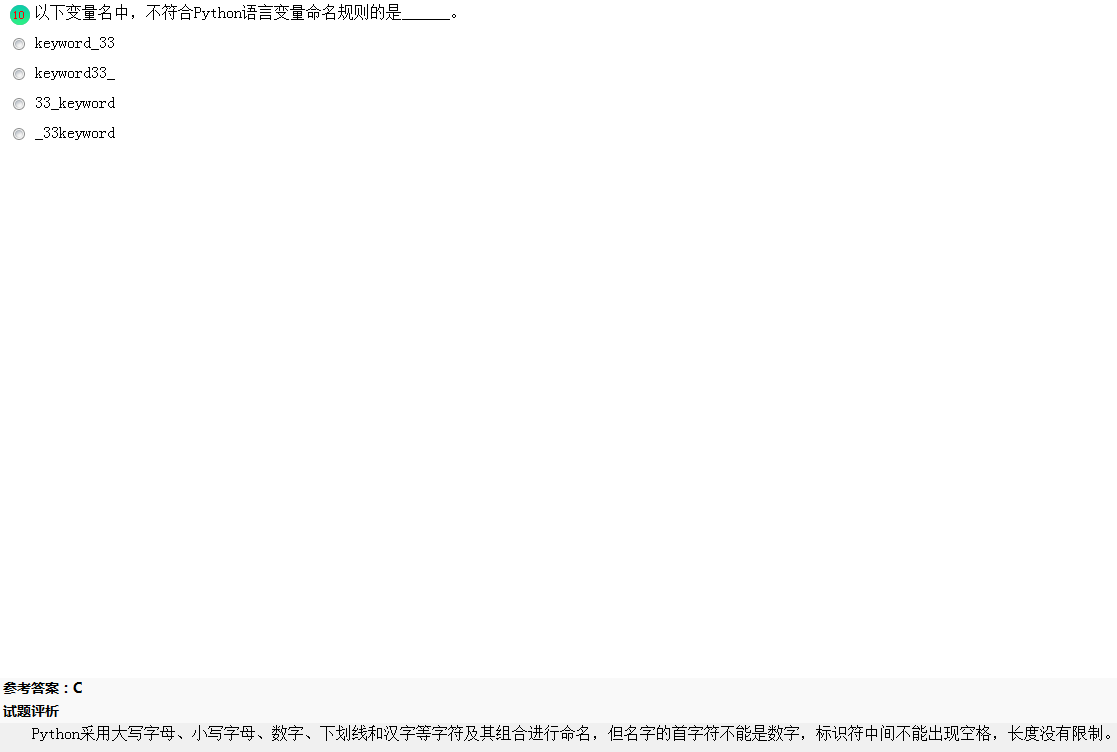 10 以下变量名中，不符合Python语言变量命名规则的是______。
keyword_33
keyword33_
33_keyword
_33keyword
参考答案：C
试题评析
Python采用大写字母、小写字母、数字、下划线和汉字等字符及其组合进行命名，但名字的首字符不能是数字，标识符中间不能出现空格，长度没有限制。